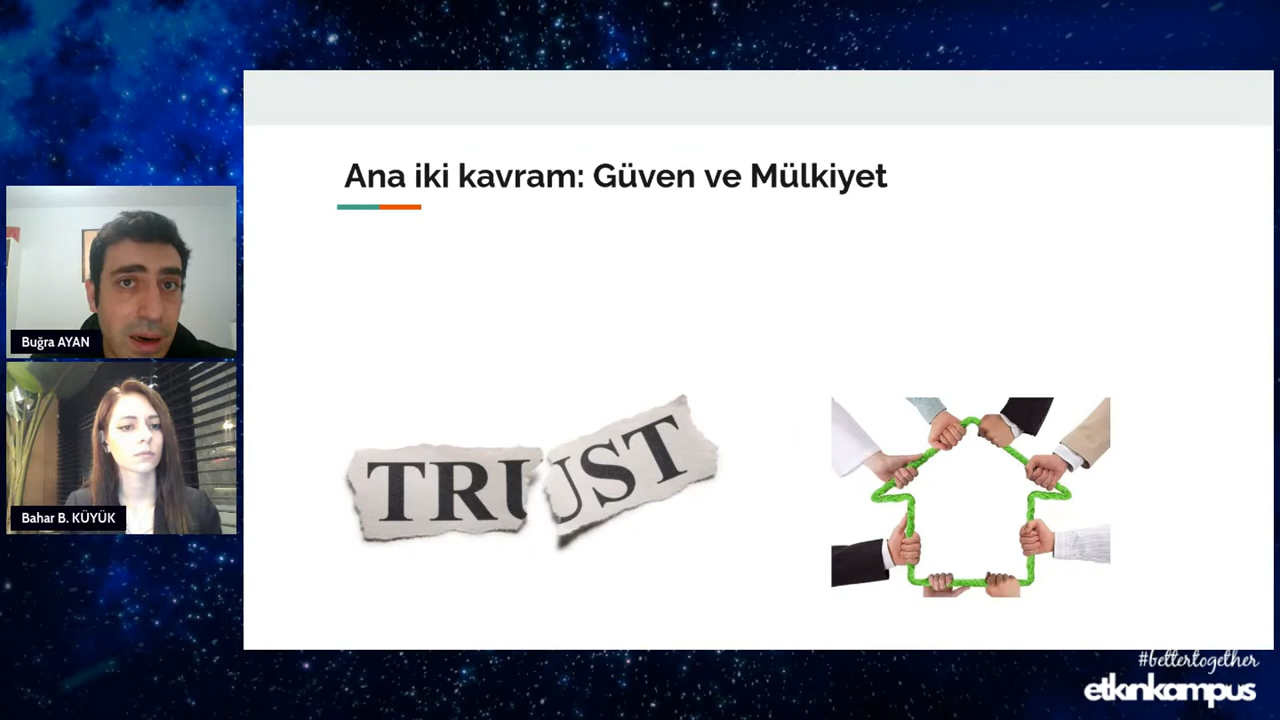 Ana iki kavram: Güven ve Mülkiyet
Buğra AYAN
Bahar B. KÜYÜK
TRUST
#bettertogether
etkinkampus